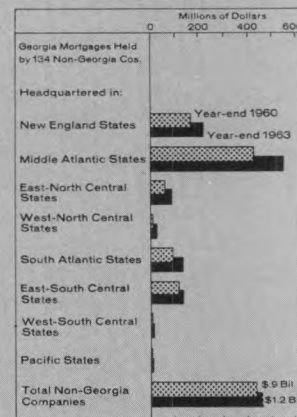 Millions of Dollars
0 200 400 600
Georgia Mortgages Held
by 134 Non-Georgia Cos.
Headquartered in:
New England States
Year-end 1960
Year-end 1963
Middle Atlantic States
East-North Central
States
West-North Central
States
South Atlantic States
East-South Central
States
West-South Central
States
Pacific States
Total Non-Georgia
Companies
$.9 Bil
$1.2 B